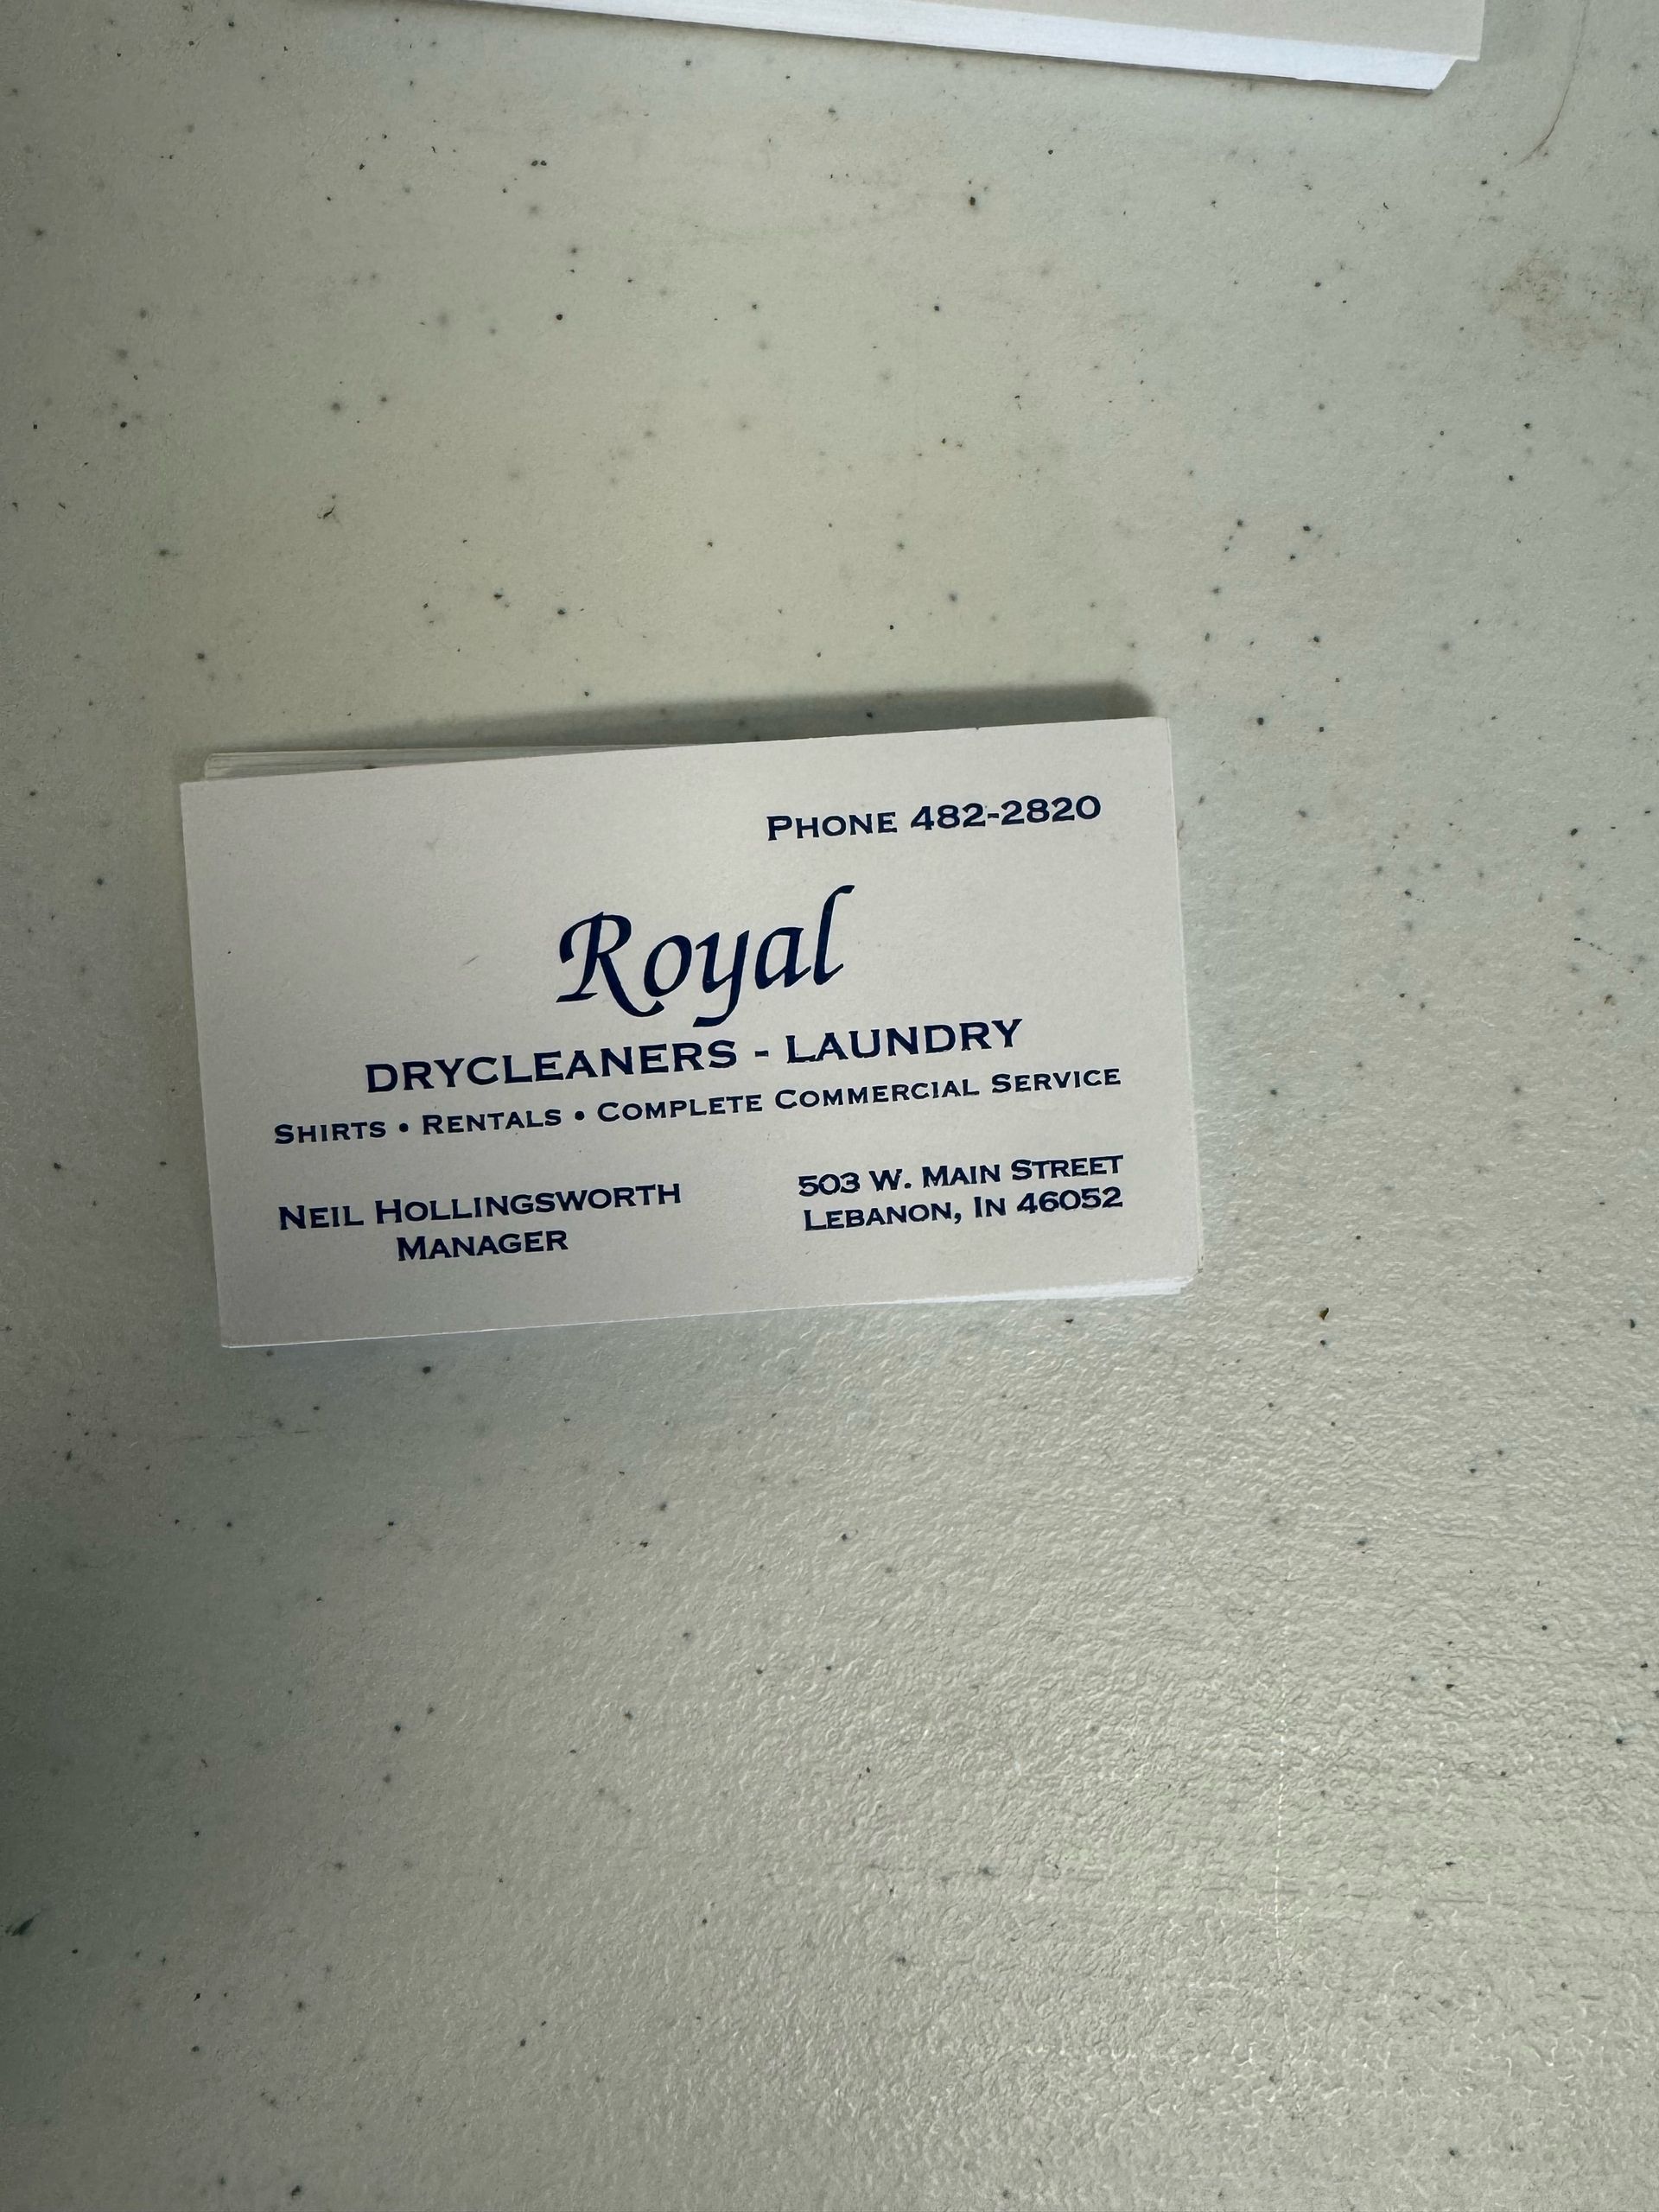 PHONE 482-2820
Royal
DRYCLEANERS - LAUNDRY
SHIRTS • RENTALS • COMPLETE COMMERCIAL SERVICE
NEIL HOLLINGSWORTH
MANAGER
503 W. MAIN STREET
LEBANON, IN 46052